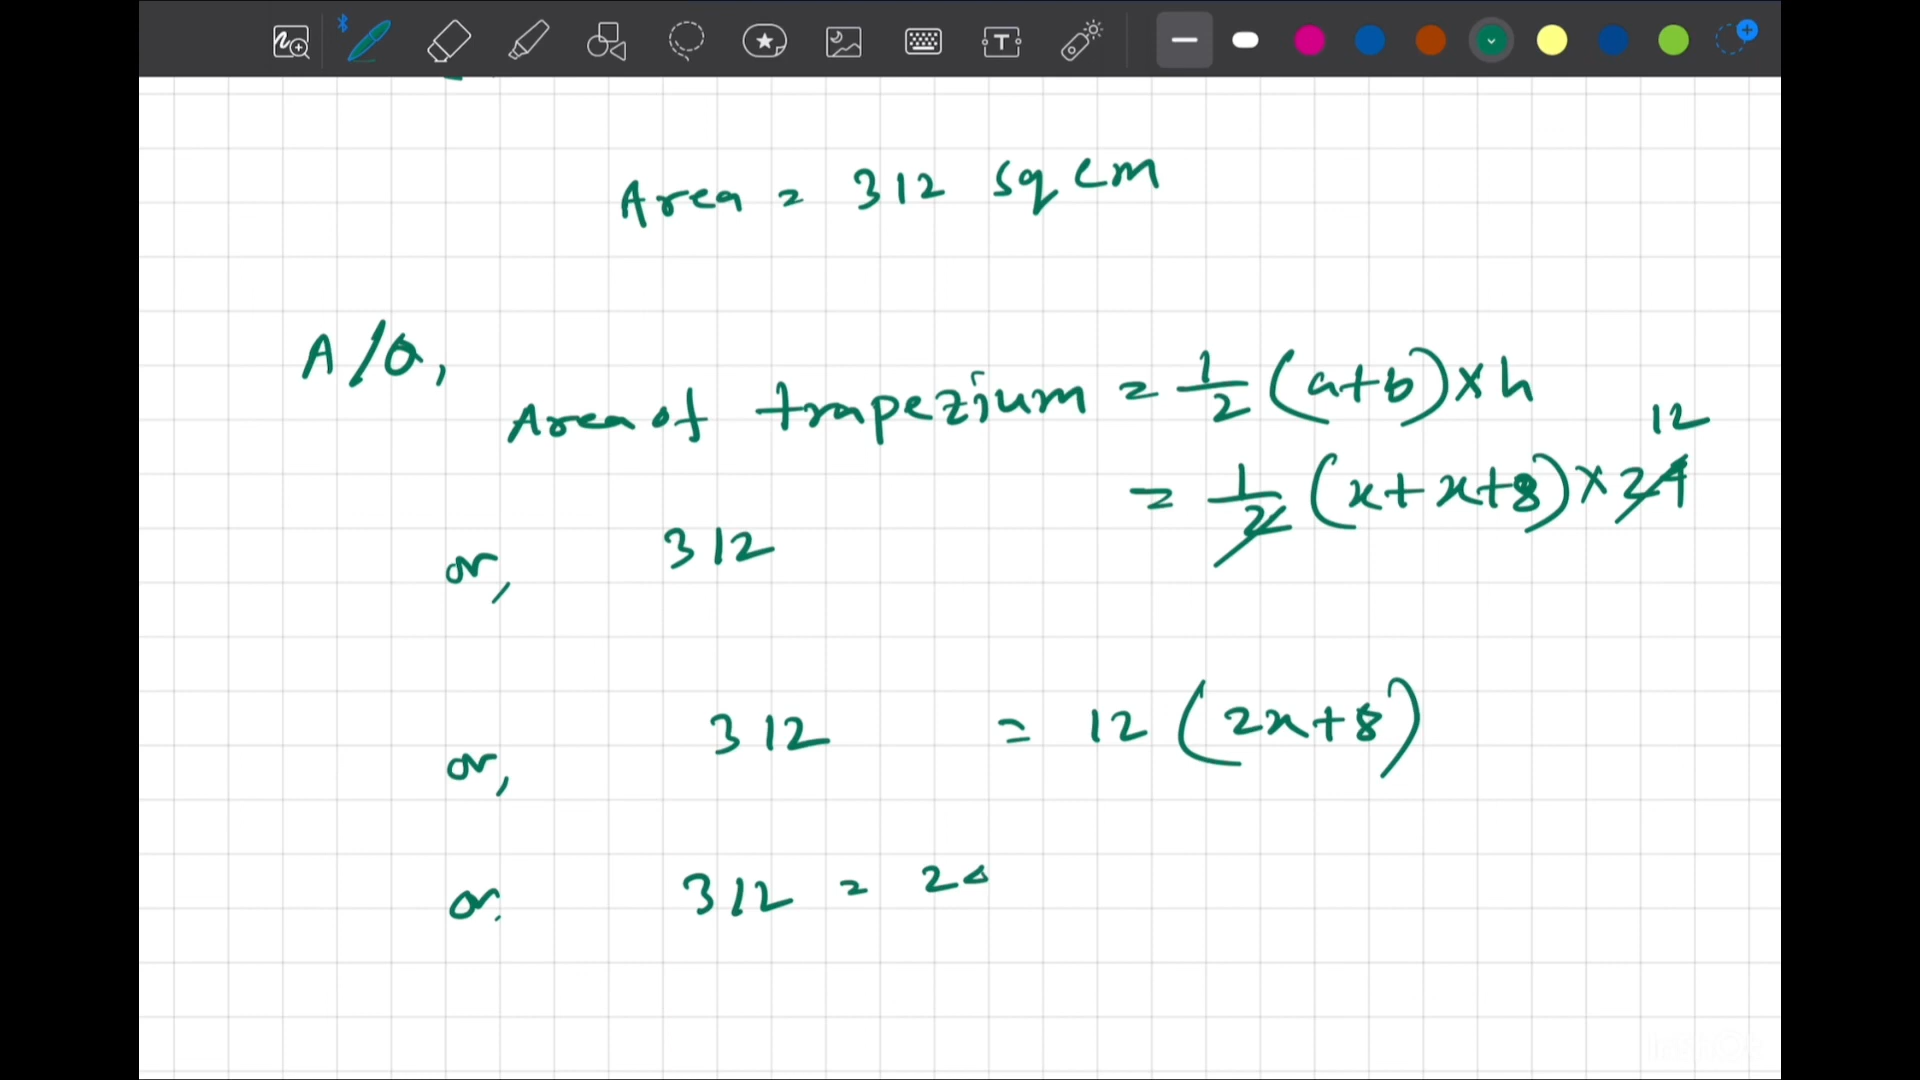 Area = 312 sq cm
A/Q,
Area of trapezium = 1/2 (a+b)×h
12
= 1/2 (x+x+8)×24
or, 312
or, 312 = 12 (2x+8)
or, 312 = 24